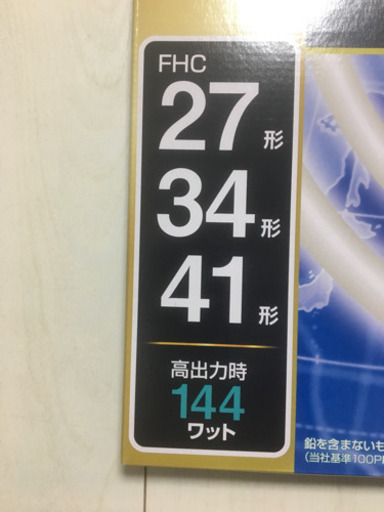 FHC
27形
34形
41形
高出力時
144
ワット
鉛を含まないも
(当社基準100P